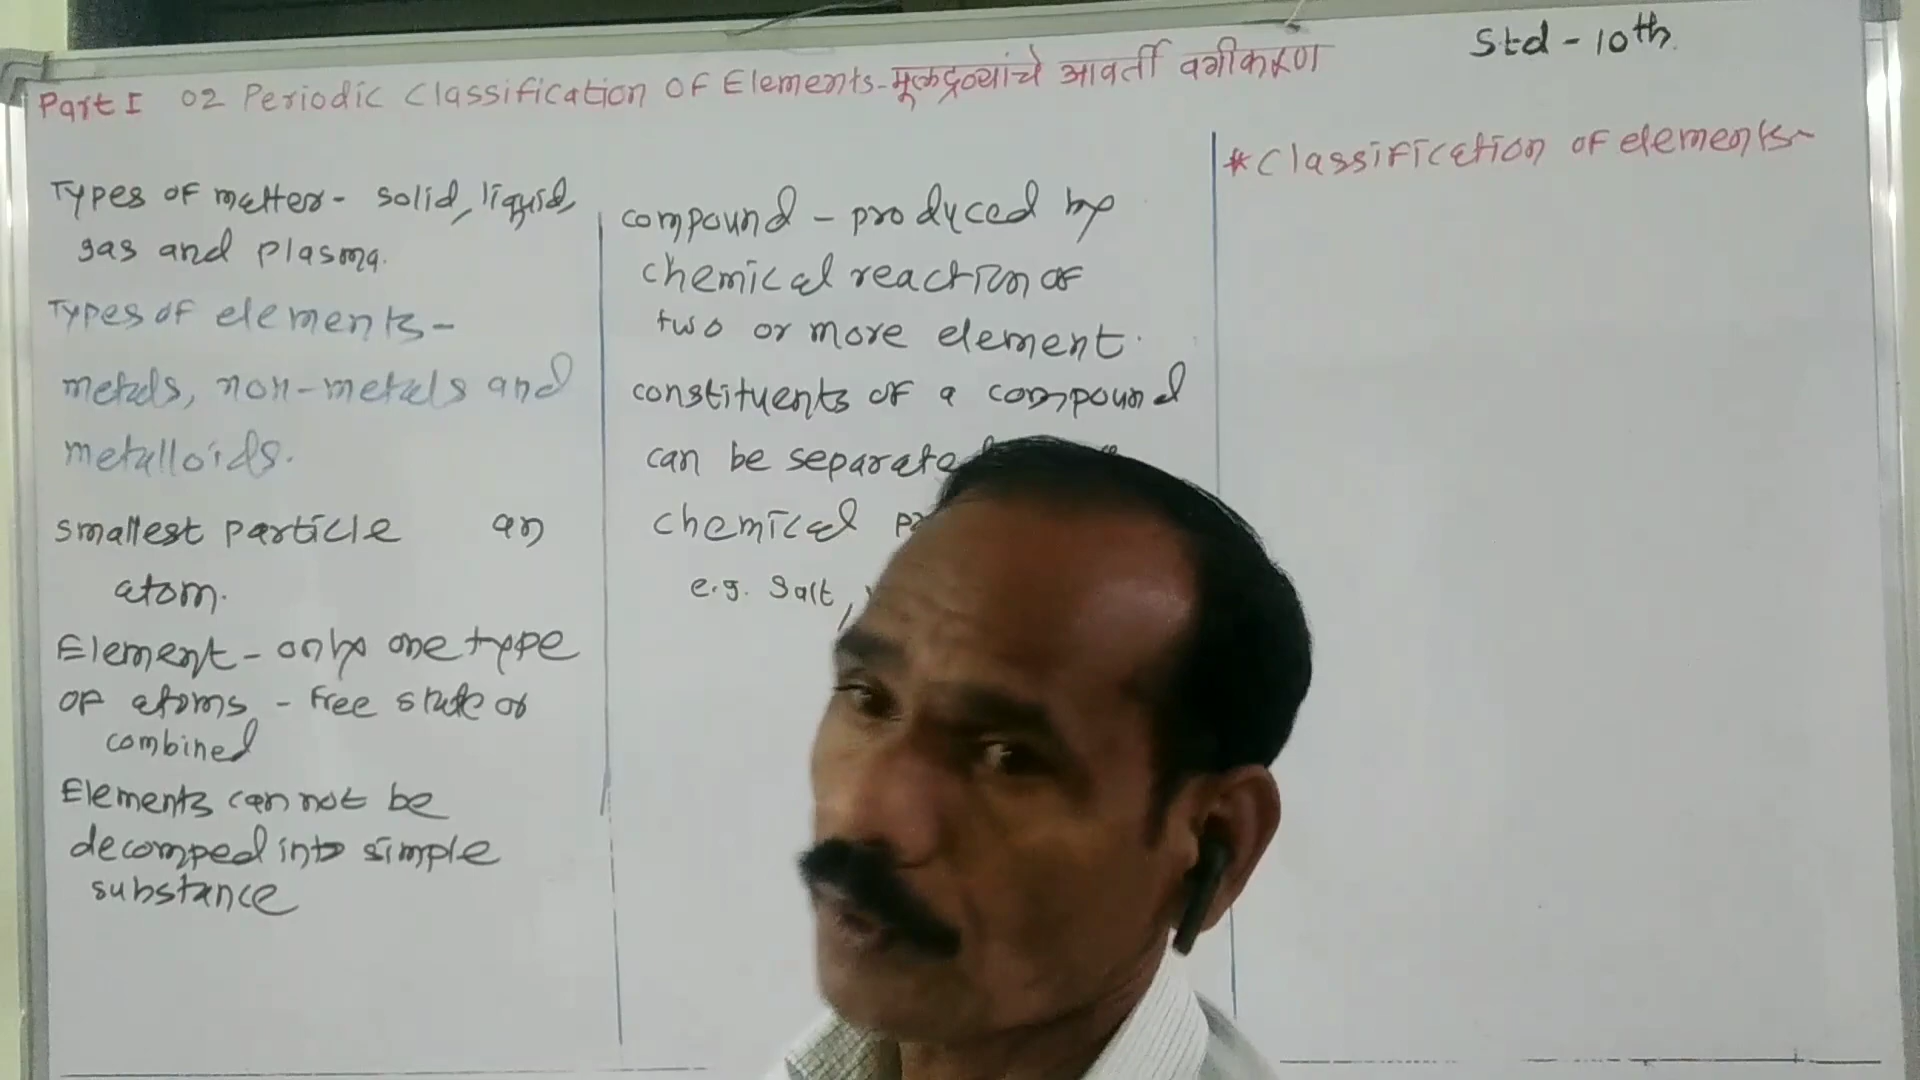 Std - 10th
Part I 02 Periodic Classification Of Elements - मूलद्रव्यांचे आवर्ती वर्गीकरण
Types of matter - solid, liquid,
gas and plasma.
Types of elements -
metals, non-metals and
metalloids.
smallest particle an
atom.
Element - only one type
of atoms - free state or
combined
Elements can not be
decomped into simple
substance
compound - produced by
chemical reaction of
two or more element.
constituents of a compound
can be separate
chemical
e.g. Salt,
*Classification of elements-